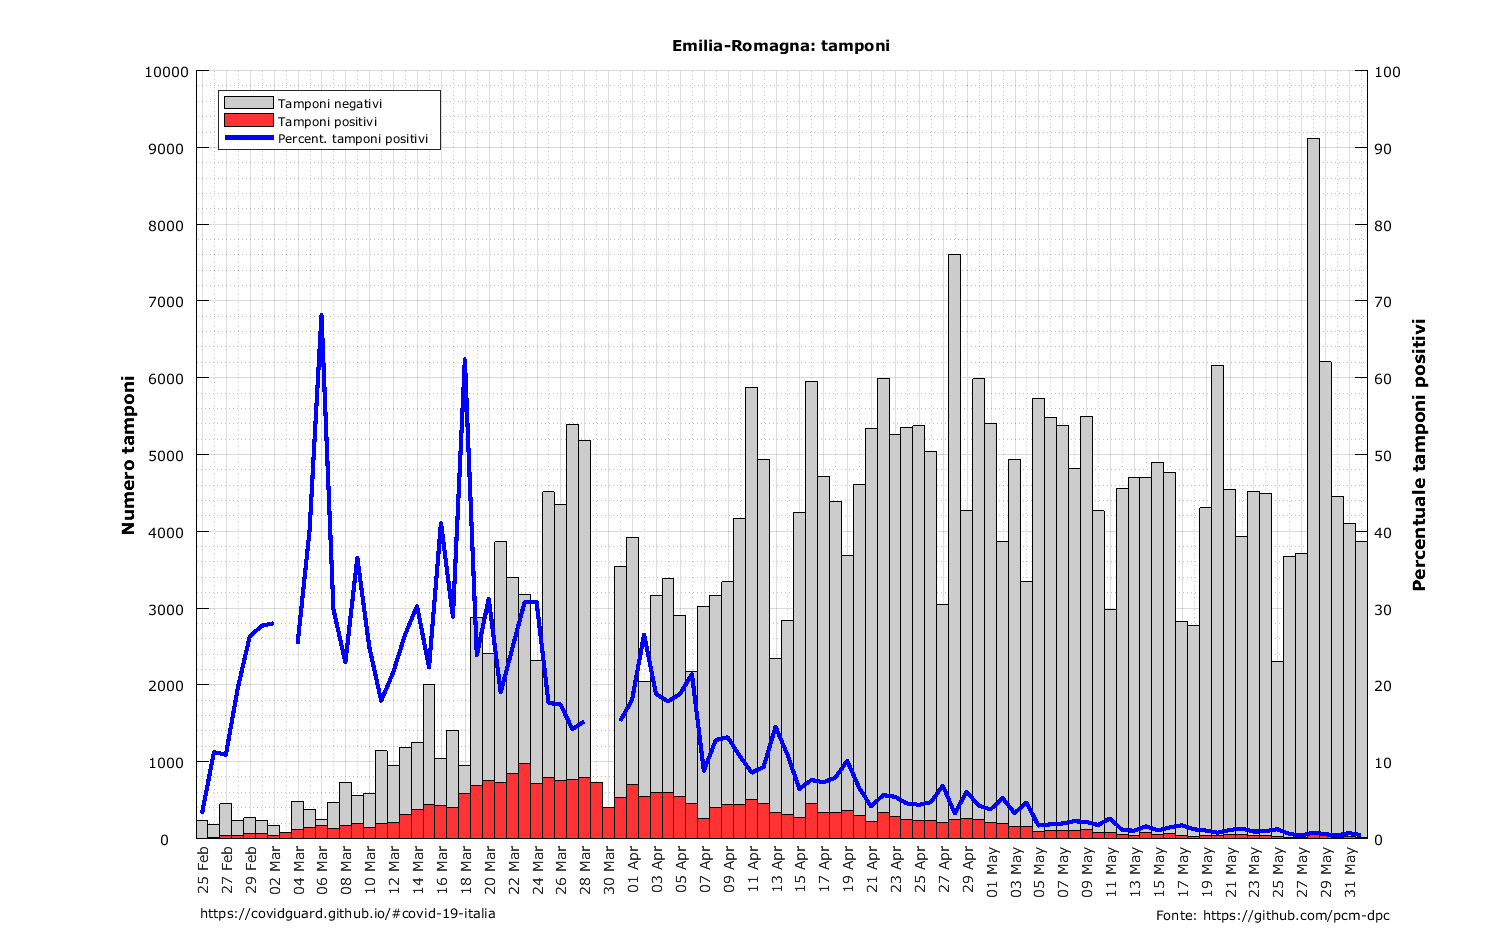 Emilia-Romagna: tamponi
Tamponi negativi
Tamponi positivi
Percent. tamponi positivi
Numero tamponi
10000
9000
8000
7000
6000
5000
4000
3000
2000
1000
0
Percentuale tamponi positivi
100
90
80
70
60
50
40
30
20
10
0
25 Feb
27 Feb
29 Feb
02 Mar
04 Mar
06 Mar
08 Mar
10 Mar
12 Mar
14 Mar
16 Mar
18 Mar
20 Mar
22 Mar
24 Mar
26 Mar
28 Mar
30 Mar
01 Apr
03 Apr
05 Apr
07 Apr
09 Apr
11 Apr
13 Apr
15 Apr
17 Apr
19 Apr
21 Apr
23 Apr
25 Apr
27 Apr
29 Apr
01 May
03 May
05 May
07 May
09 May
11 May
13 May
15 May
17 May
19 May
21 May
23 May
25 May
27 May
29 May
31 May
https://covidguard.github.io/#covid-19-italia
Fonte: https://github.com/pcm-dpc